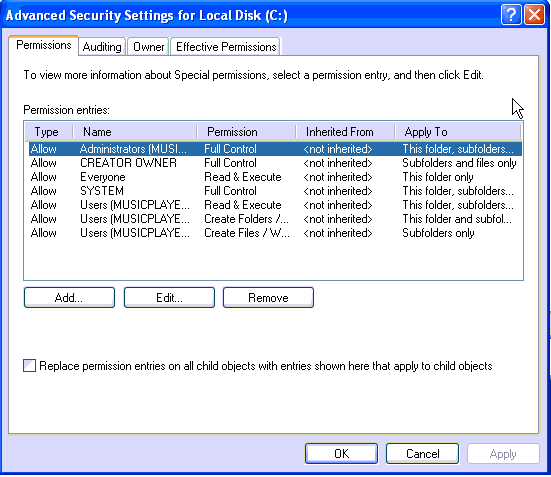 Advanced Security Settings for Local Disk (C:)
Permissions Auditing Owner Effective Permissions
To view more information about Special permissions, select a permission entry, and then click Edit.
Permission entries:
Type Name Permission Inherited From Apply To
Allow Administrators (MUSI... Full Control <not inherited> This folder, subfolders...
Allow CREATOR OWNER Full Control <not inherited> Subfolders and files only
Allow Everyone Read & Execute <not inherited> This folder only
Allow SYSTEM Full Control <not inherited> This folder, subfolders...
Allow Users (MUSICPLAYE... Read & Execute <not inherited> This folder, subfolders...
Allow Users (MUSICPLAYE... Create Folders /... <not inherited> This folder and subfol...
Allow Users (MUSICPLAYE... Create Files / W... <not inherited> Subfolders only
Add... Edit... Remove
Replace permission entries on all child objects with entries shown here that apply to child objects
OK Cancel Apply